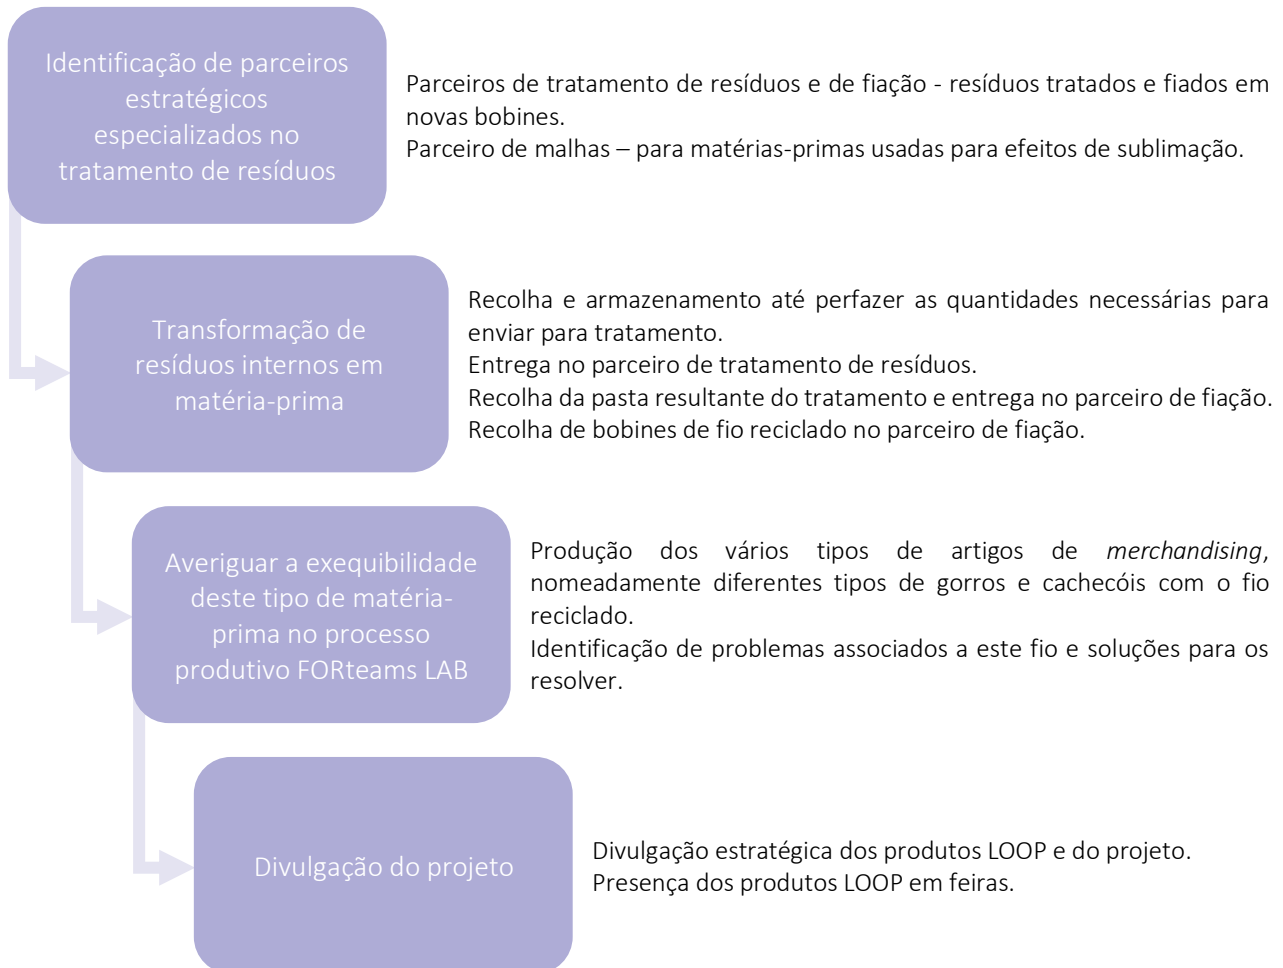 Identificação de parceiros
estratégicos
especializados no
tratamento de resíduos
Parceiros de tratamento de resíduos e de fiação - resíduos tratados e fiados em
novas bobines.
Parceiro de malhas – para matérias-primas usadas para efeitos de sublimação.
Transformação de
resíduos internos em
matéria-prima
Recolha e armazenamento até perfazer as quantidades necessárias para
enviar para tratamento.
Entrega no parceiro de tratamento de resíduos.
Recolha da pasta resultante do tratamento e entrega no parceiro de fiação.
Recolha de bobines de fio reciclado no parceiro de fiação.
Averiguar a exequibilidade
deste tipo de matéria-
prima no processo
produtivo FORteams LAB
Produção dos vários tipos de artigos de merchandising,
nomeadamente diferentes tipos de gorros e cachecóis com o fio
reciclado.
Identificação de problemas associados a este fio e soluções para os
resolver.
Divulgação do projeto
Divulgação estratégica dos produtos LOOP e do projeto.
Presença dos produtos LOOP em feiras.